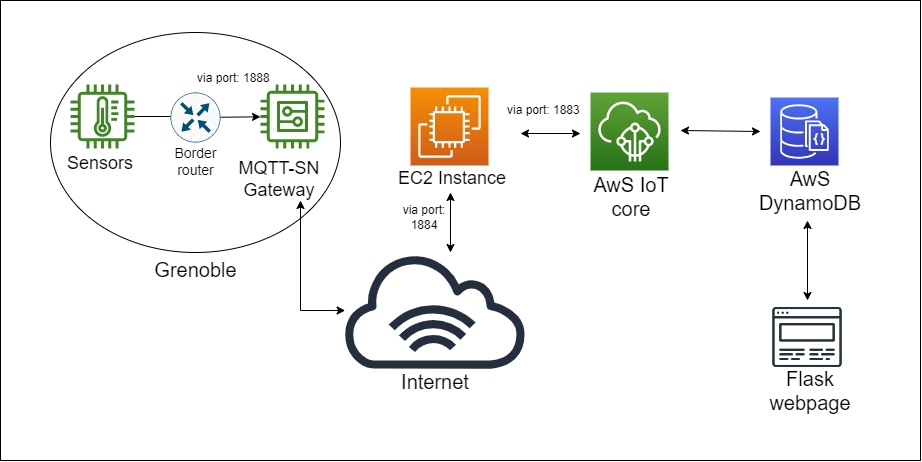 via port: 1888
Sensors
Border
router
MQTT-SN
Gateway
Grenoble
EC2 Instance
via port: 1883
AwS IoT
core
AwS
DynamoDB
via port:
1884
Internet
Flask
webpage